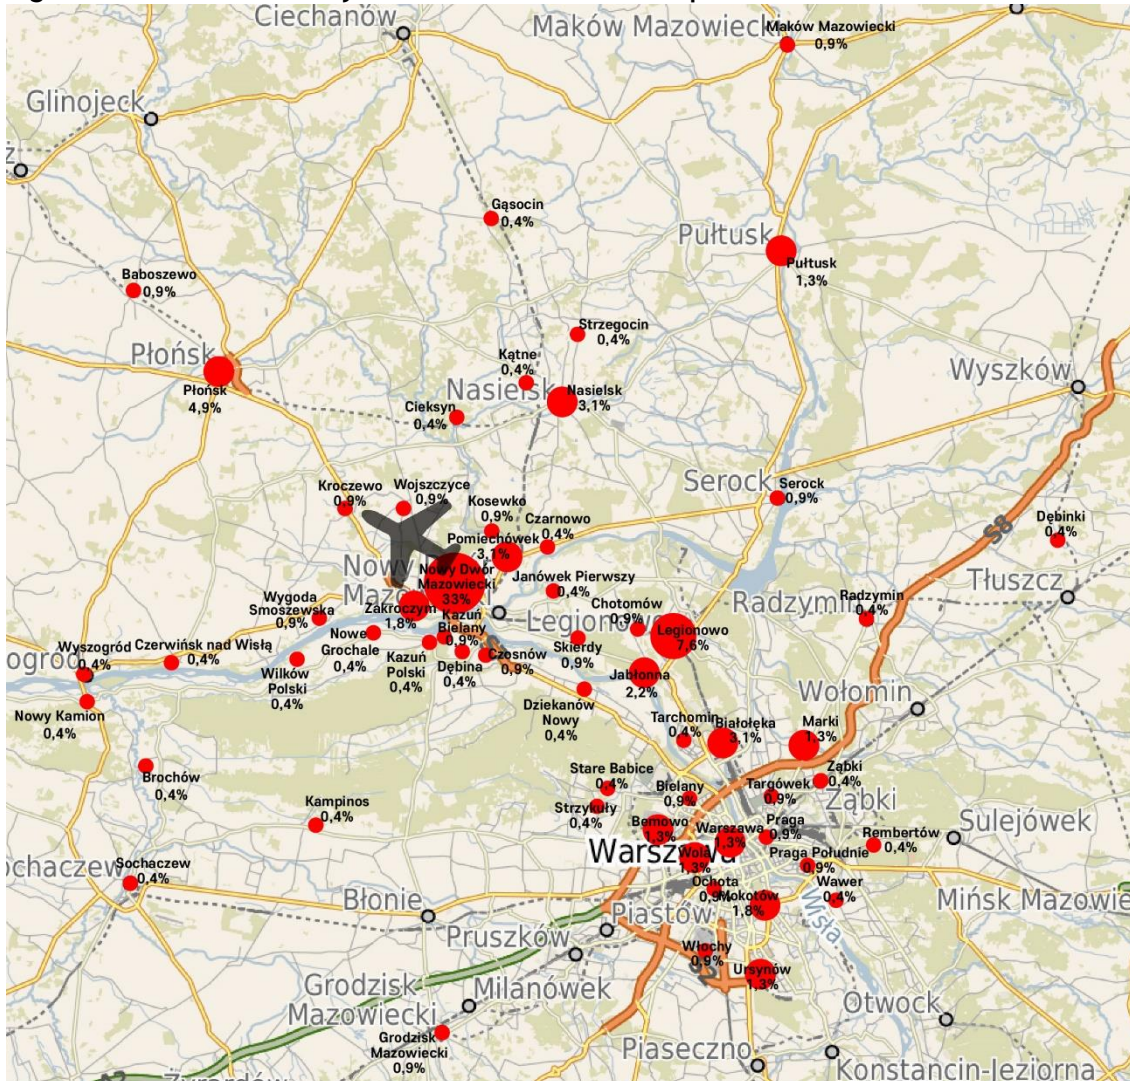 Ciechanów
Maków Mazowiecki
Maków Mazowiecki
0,9%
Glinojeck
Gąsocin
0,4%
Pułtusk
Pułtusk
1,3%
Baboszewo
0,9%
Strzegocin
0,4%
Płońsk
Płońsk
4,9%
Kątne
0,4%
Nasielsk
Nasielsk
3,1%
Wyszków
Cieksyn
0,4%
Serock
Serock
0,9%
Kroczewo
0,9%
Wojszczyce
0,9%
Kosewko
0,9%
Czarnowo
0,4%
Dębinki
0,4%
S8
Pomiechówek
3,1%
Nowy
Nowy Dwór
Mazowiecki
33%
Janówek Pierwszy
0,4%
Tłuszcz
Zakroczym
1,8%
Kazuń
Bielany
0,9%
Wygoda
Smoszewska
0,9%
Chotomów
0,9%
Legionowo
7,6%
Radzymin
Radzymin
0,4%
Nowe
Grochale
0,4%
Skierdy
0,9%
Wyszogród
0,4%
Czerwińsk nad Wisłą
0,4%
Wilków
Polski
0,4%
Kazuń
Polski
0,4%
Dębina
0,4%
Czosnów
0,9%
Jabłonna
2,2%
Nowy Kamion
0,4%
Dziekanów
Nowy
0,4%
Wołomin
Tarchomin
0,4%
Białołęka
3,1%
Marki
1,3%
Brochów
0,4%
Stare Babice
0,4%
Bielany
0,9%
Targówek
0,9%
Ząbki
0,4%
Ząbki
Kampinos
0,4%
Strzykuły
0,4%
Bemowo
1,3%
Warszawa
1,3%
Praga
0,9%
Rembertów
0,4%
Sulejówek
Warszawa
Wola
1,3%
Praga Południe
0,9%
Sochaczew
0,4%
Błonie
Ochota
0,9%
Mokotów
1,8%
Wawer
0,4%
Wisła
Piastów
Pruszków
Włochy
0,9%
Ursynów
1,3%
Grodzisk
Mazowiecki
Milanówek
Otwock
Grodzisk
Mazowiecki
0,9%
Piaseczno
Konstancin-Jeziorna